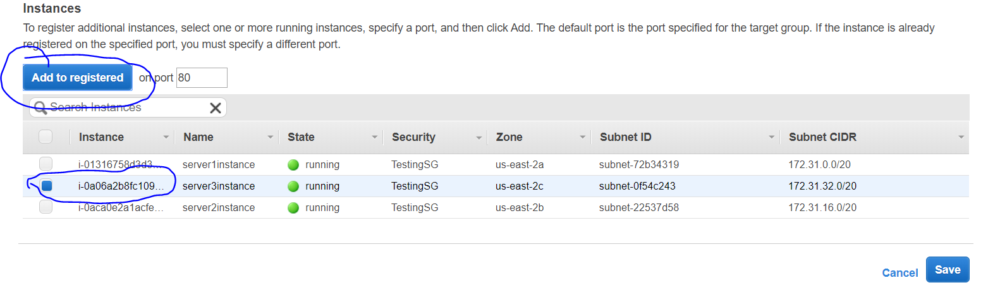 Instances
To register additional instances, select one or more running instances, specify a port, and then click Add. The default port is the port specified for the target group. If the instance is already
registered on the specified port, you must specify a different port.
Add to registered on port 80
Search Instances
Instance Name State Security Zone Subnet ID Subnet CIDR
i-01316758d3d3... server1instance running TestingSG us-east-2a subnet-72b34319 172.31.0.0/20
i-0a06a2b8fc109... server3instance running TestingSG us-east-2c subnet-0f54c243 172.31.32.0/20
i-0aca0e2a1acfe... server2instance running TestingSG us-east-2b subnet-22537d58 172.31.16.0/20
Cancel Save